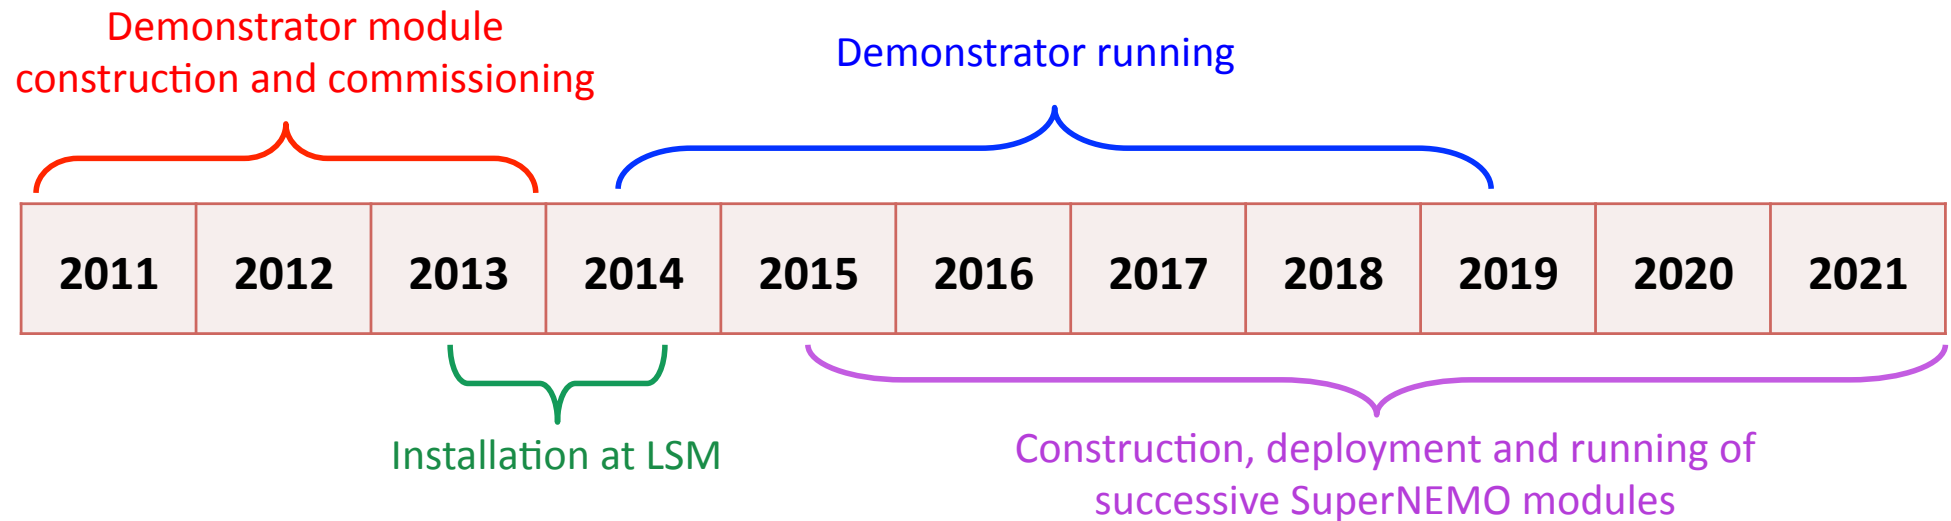 Demonstrator module
construction and commissioning
Demonstrator running
2011 2012 2013 2014 2015 2016 2017 2018 2019 2020 2021
Installation at LSM
Construction, deployment and running of
successive SuperNEMO modules